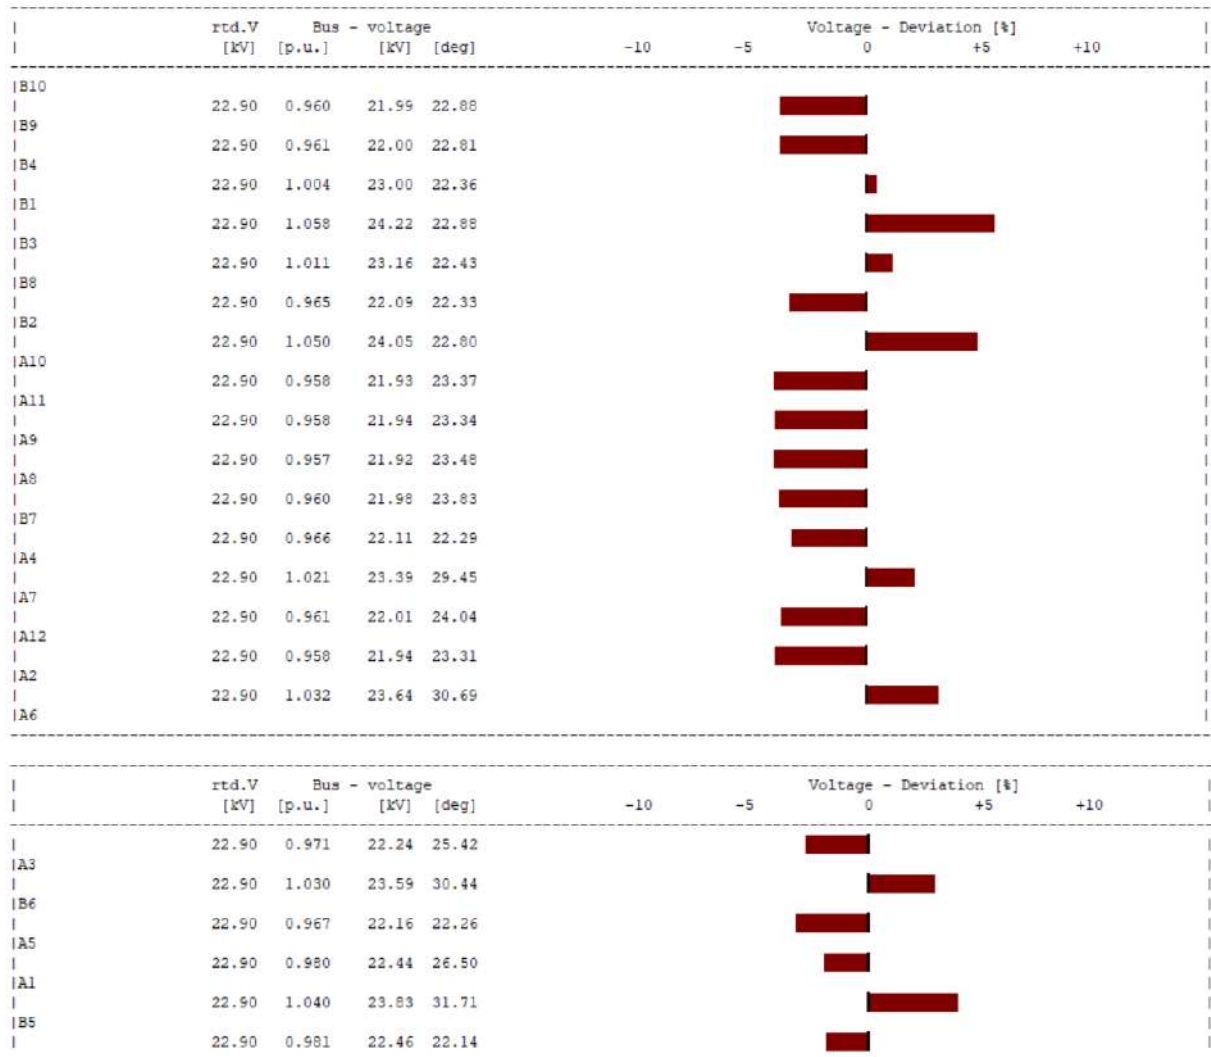 | rtd.V Bus - voltage Voltage - Deviation [%] |
| [kV] [p.u.] [kV] [deg] -10 -5 0 +5 +10 |
|B10 |
| 22.90 0.960 21.99 22.88 |
|B9 |
| 22.90 0.961 22.00 22.81 |
|B4 |
| 22.90 1.004 23.00 22.36 |
|B1 |
| 22.90 1.058 24.22 22.88 |
|B3 |
| 22.90 1.011 23.16 22.43 |
|B8 |
| 22.90 0.965 22.09 22.33 |
|B2 |
| 22.90 1.050 24.05 22.80 |
|A10 |
| 22.90 0.958 21.93 23.37 |
|A11 |
| 22.90 0.958 21.94 23.34 |
|A9 |
| 22.90 0.957 21.92 23.48 |
|A8 |
| 22.90 0.960 21.98 23.83 |
|B7 |
| 22.90 0.966 22.11 22.29 |
|A4 |
| 22.90 1.021 23.39 29.45 |
|A7 |
| 22.90 0.961 22.01 24.04 |
|A12 |
| 22.90 0.958 21.94 23.31 |
|A2 |
| 22.90 1.032 23.64 30.69 |
|A6 |
| rtd.V Bus - voltage Voltage - Deviation [%] |
| [kV] [p.u.] [kV] [deg] -10 -5 0 +5 +10 |
| 22.90 0.971 22.24 25.42 |
|A3 |
| 22.90 1.030 23.59 30.44 |
|B6 |
| 22.90 0.967 22.16 22.26 |
|A5 |
| 22.90 0.980 22.44 26.50 |
|A1 |
| 22.90 1.040 23.83 31.71 |
|B5 |
| 22.90 0.981 22.46 22.14 |